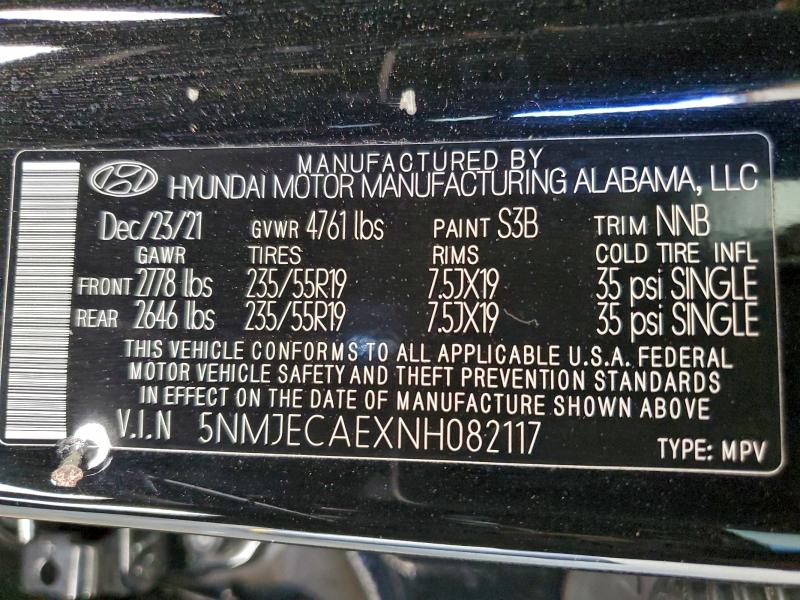 MANUFACTURED BY
HYUNDAI MOTOR MANUFACTURING ALABAMA, LLC
Dec/23/21 GVWR 4761 lbs PAINT S3B TRIM NNB
GAWR TIRES RIMS COLD TIRE INFL
FRONT 2778 lbs 235/55R19 7.5JX19 35 psi SINGLE
REAR 2646 lbs 235/55R19 7.5JX19 35 psi SINGLE
THIS VEHICLE CONFORMS TO ALL APPLICABLE U.S.A. FEDERAL
MOTOR VEHICLE SAFETY AND THEFT PREVENTION STANDARDS
IN EFFECT ON THE DATE OF MANUFACTURE SHOWN ABOVE
V.I.N 5NMJECAEXNH082117
TYPE: MPV